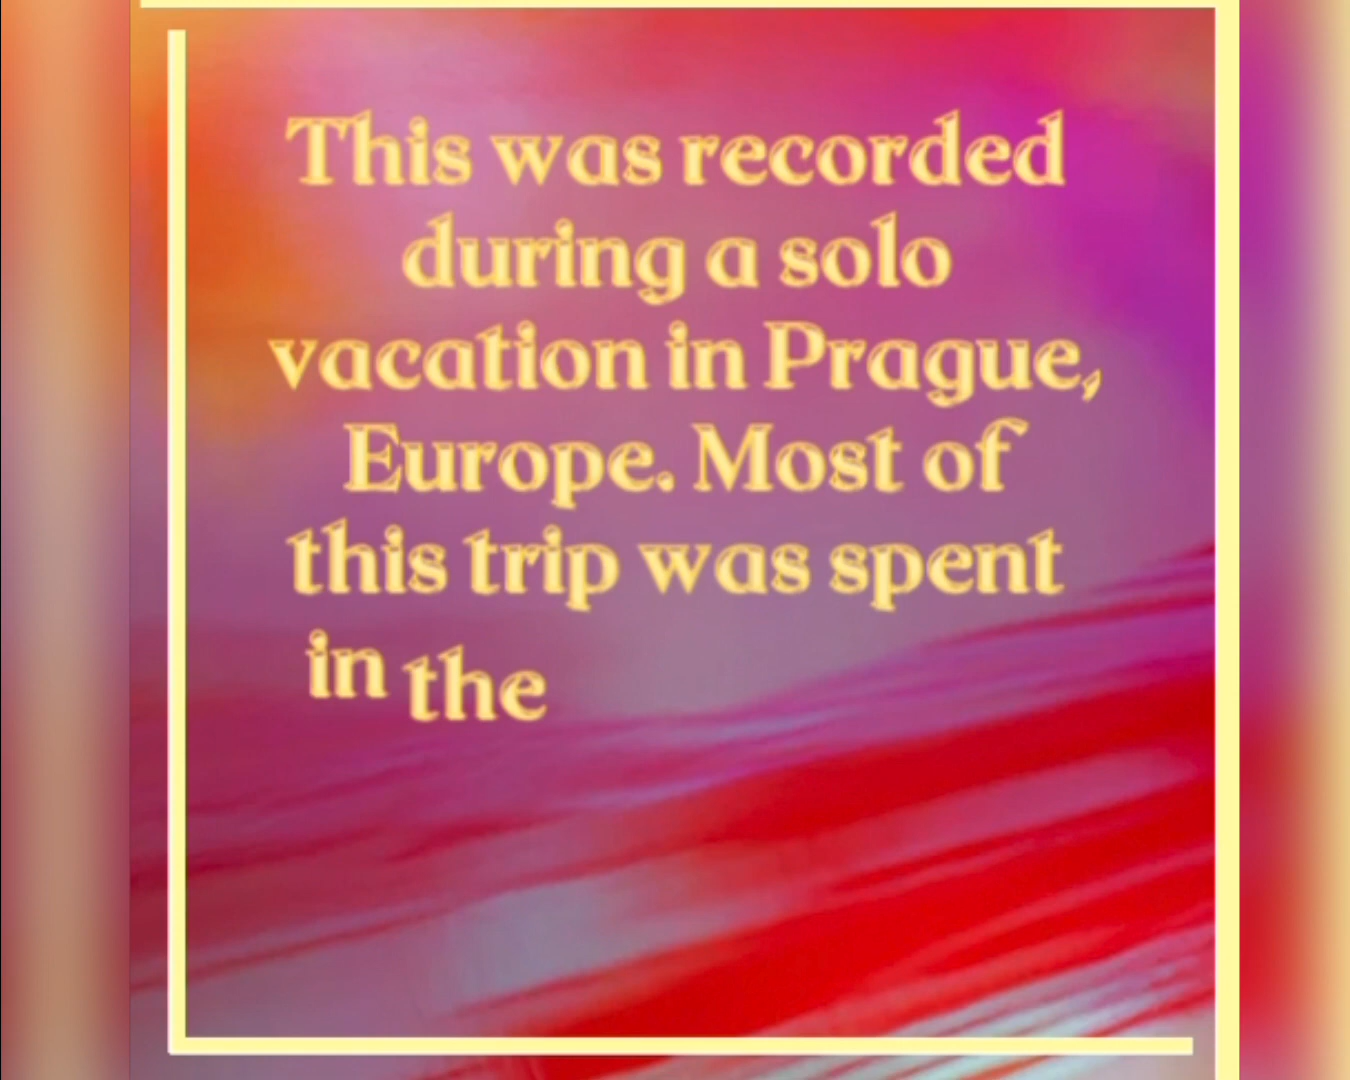 This was recorded
during a solo
vacation in Prague,
Europe. Most of
this trip was spent
in the